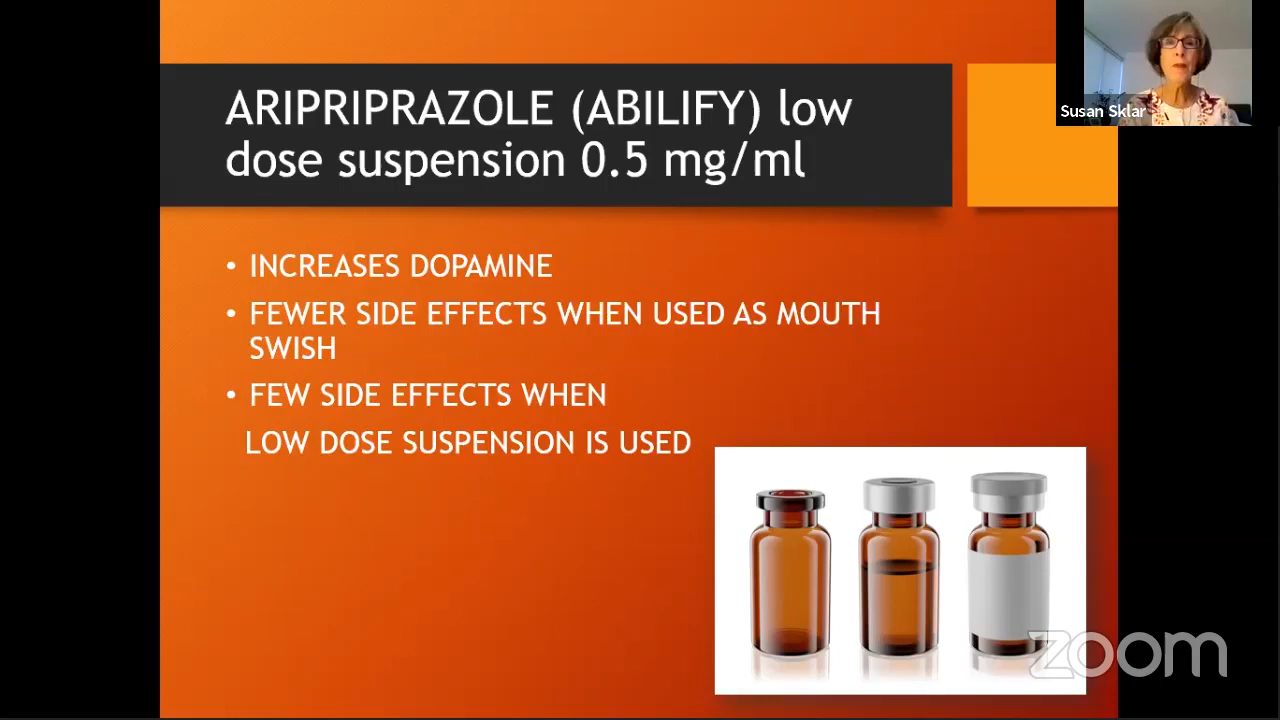 ARIPRIPRAZOLE (ABILIFY) low
dose suspension 0.5 mg/ml
Susan Sklar
• INCREASES DOPAMINE
• FEWER SIDE EFFECTS WHEN USED AS MOUTH
SWISH
• FEW SIDE EFFECTS WHEN
LOW DOSE SUSPENSION IS USED
zoom